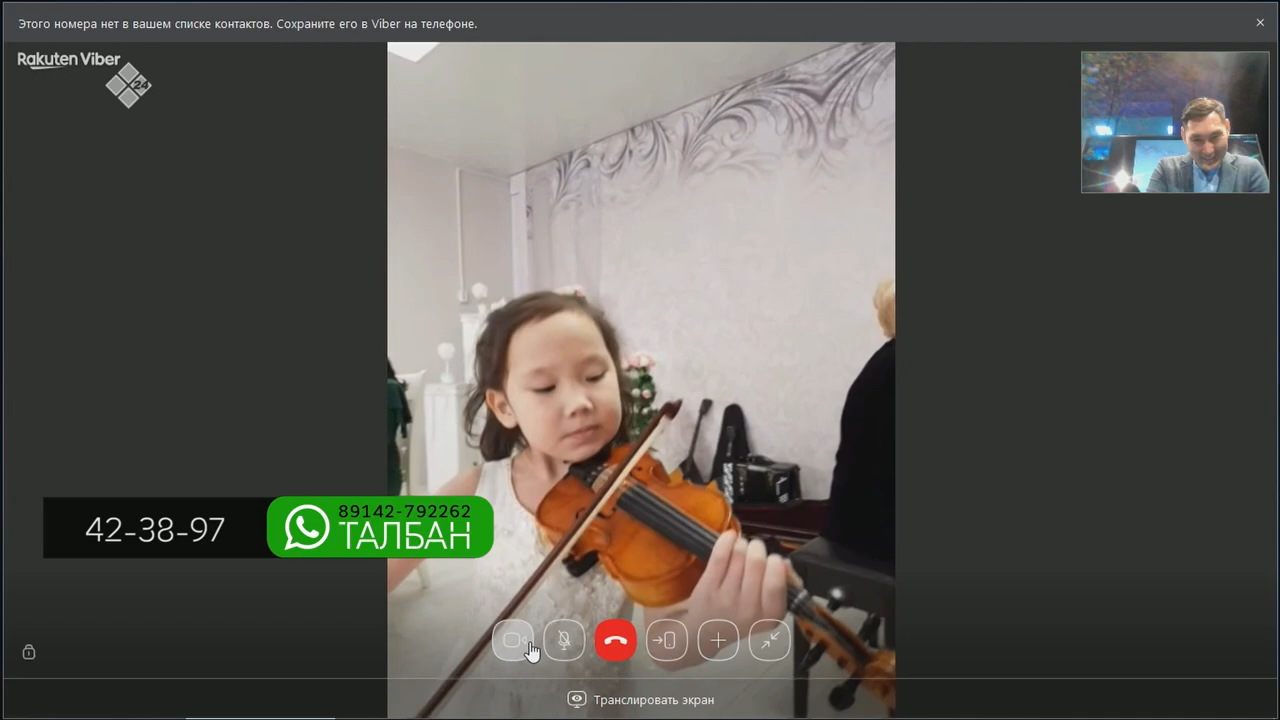 Этого номера нет в вашем списке контактов. Сохраните его в Viber на телефоне.
Rakuten Viber
24
89142-792262
42-38-97
ТАЛБАН
Транслировать экран